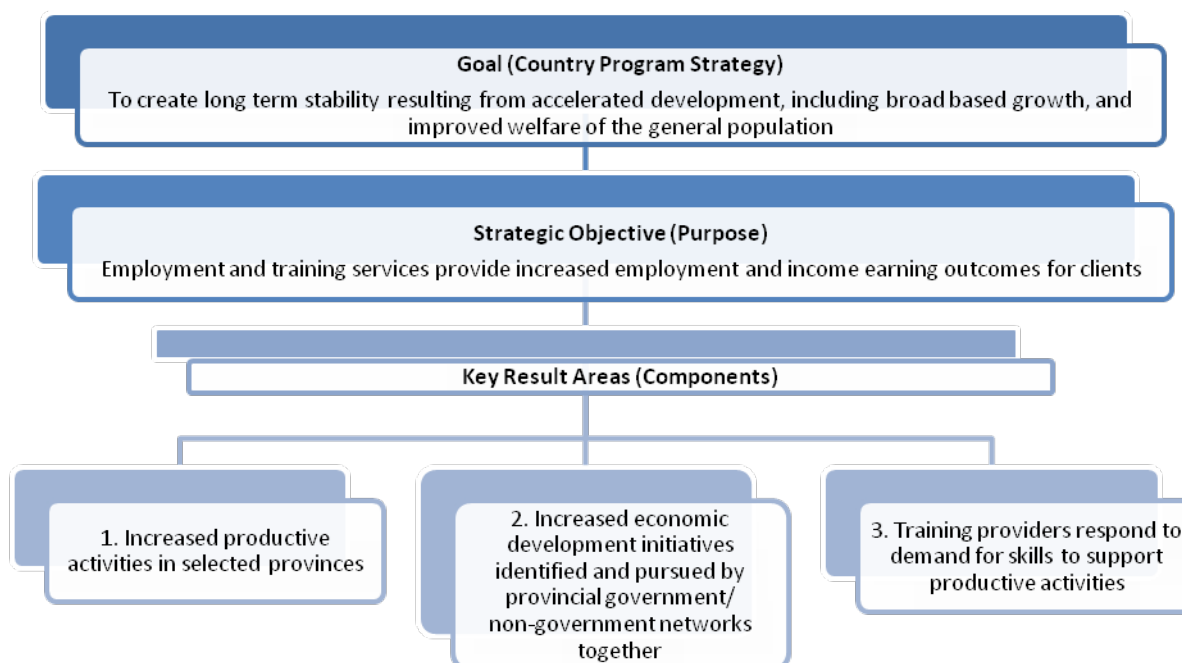 Goal (Country Program Strategy)
To create long term stability resulting from accelerated development, including broad based growth, and
improved welfare of the general population
Strategic Objective (Purpose)
Employment and training services provide increased employment and income earning outcomes for clients
Key Result Areas (Components)
1. Increased productive
activities in selected provinces
2. Increased economic
development initiatives
identified and pursued by
provincial government/
non-government networks
together
3. Training providers respond to
demand for skills to support
productive activities